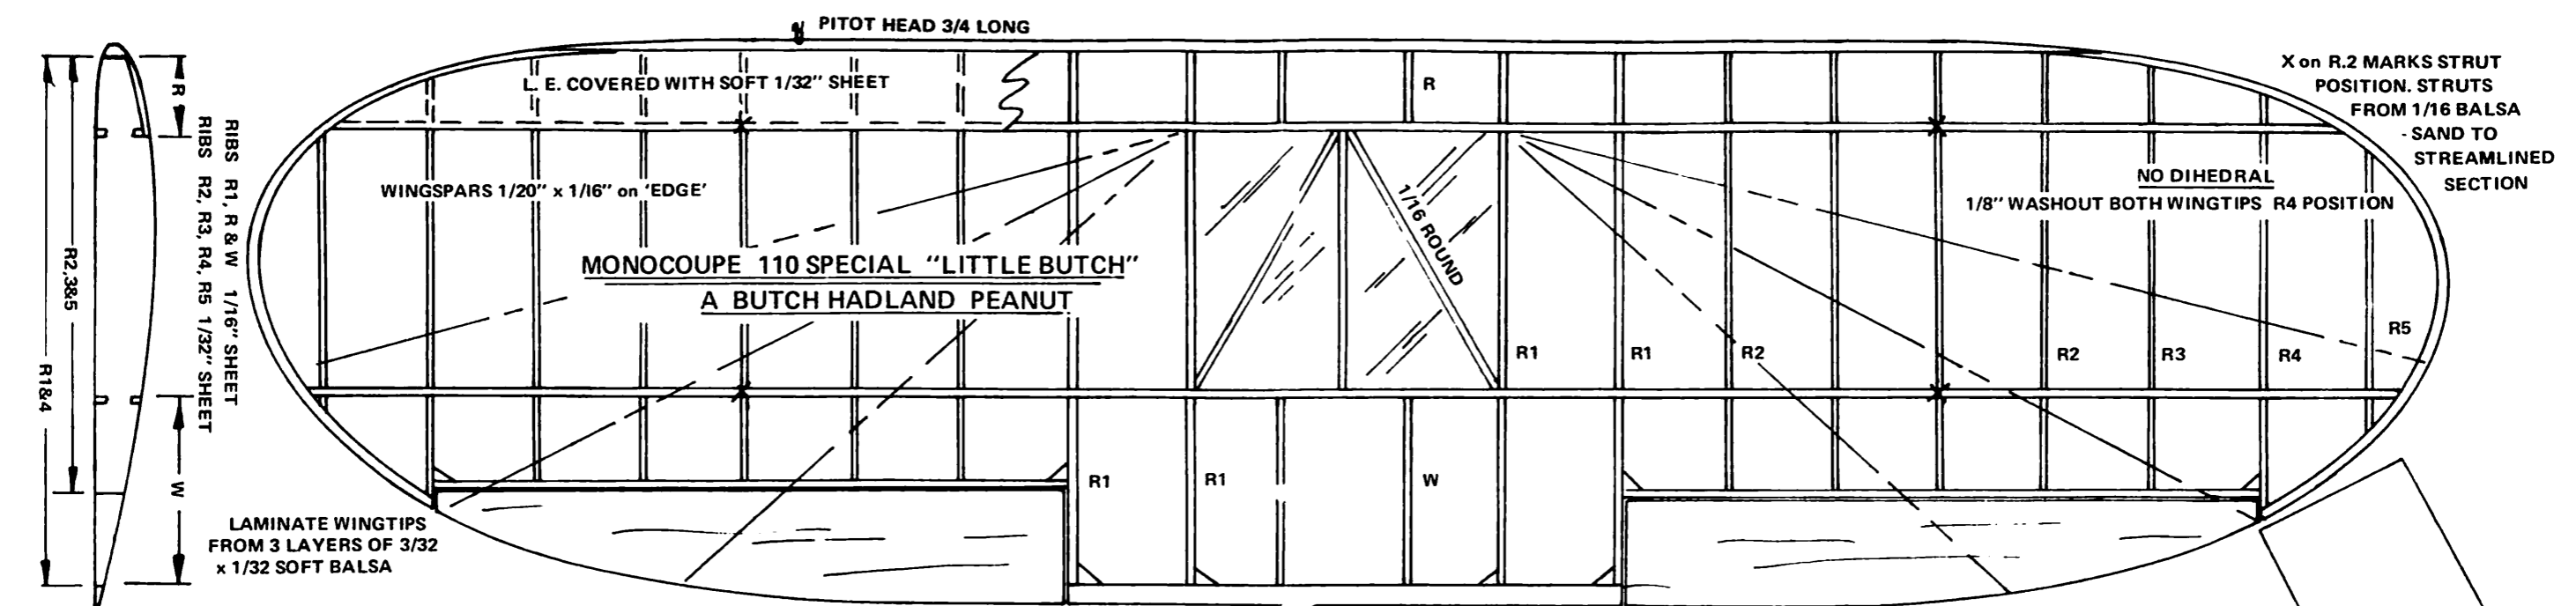 PITOT HEAD 3/4 LONG
L. E. COVERED WITH SOFT 1/32" SHEET
R
X on R.2 MARKS STRUT
POSITION. STRUTS
FROM 1/16 BALSA
- SAND TO
STREAMLINED
SECTION
R
RIBS R1, R & W 1/16" SHEET
RIBS R2, R3, R4, R5 1/32" SHEET
R2,3&5
R1&4
W
WINGSPARS 1/20" x 1/16" on 'EDGE'
1/16 ROUND
NO DIHEDRAL
1/8" WASHOUT BOTH WINGTIPS R4 POSITION
MONOCOUPE 110 SPECIAL "LITTLE BUTCH"
A BUTCH HADLAND PEANUT
R1
R1
R2
R2
R3
R4
R5
R1
R1
W
LAMINATE WINGTIPS
FROM 3 LAYERS OF 3/32
x 1/32 SOFT BALSA